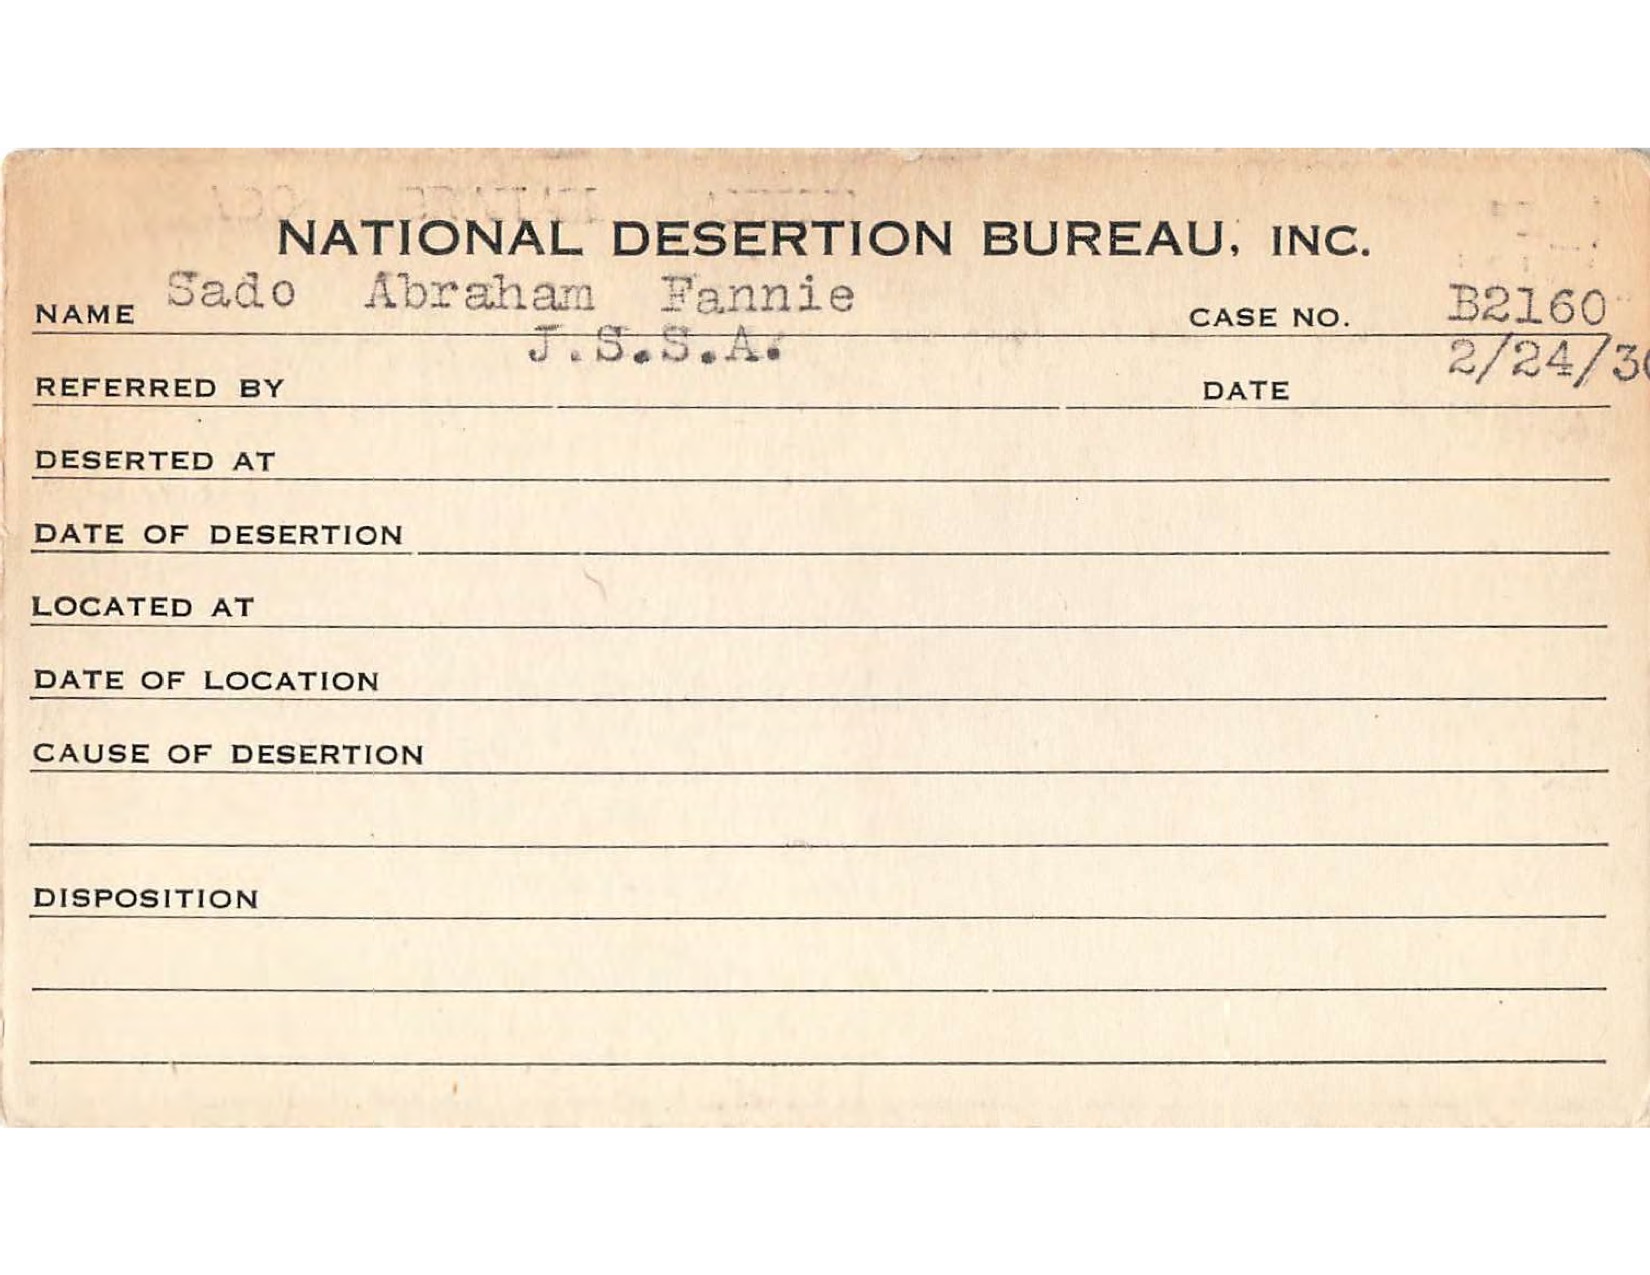 NATIONAL DESERTION BUREAU, INC.
NAME Sado Abraham Fannie CASE NO. B2160
REFERRED BY J.S.S.A. DATE 2/24/3
DESERTED AT
DATE OF DESERTION
LOCATED AT
DATE OF LOCATION
CAUSE OF DESERTION
DISPOSITION